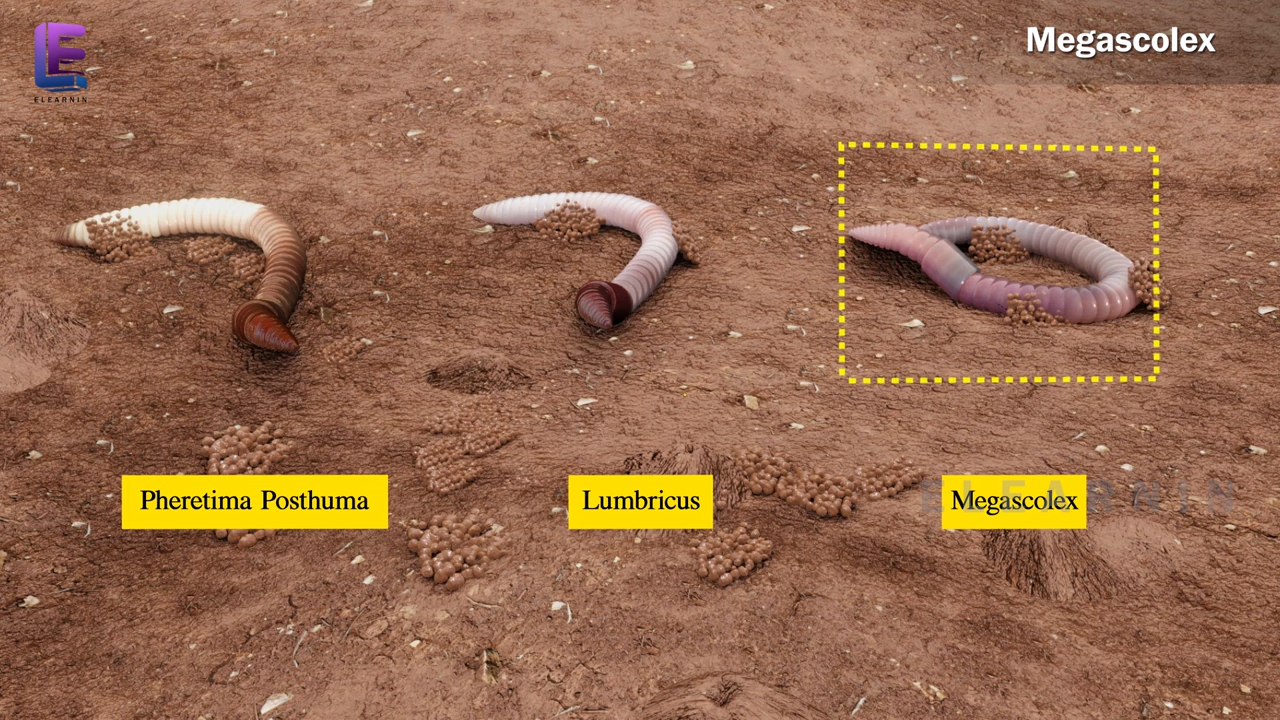 Megascolex
ELEARNIN
Pheretima Posthuma
Lumbricus
Megascolex
ELEARNIN